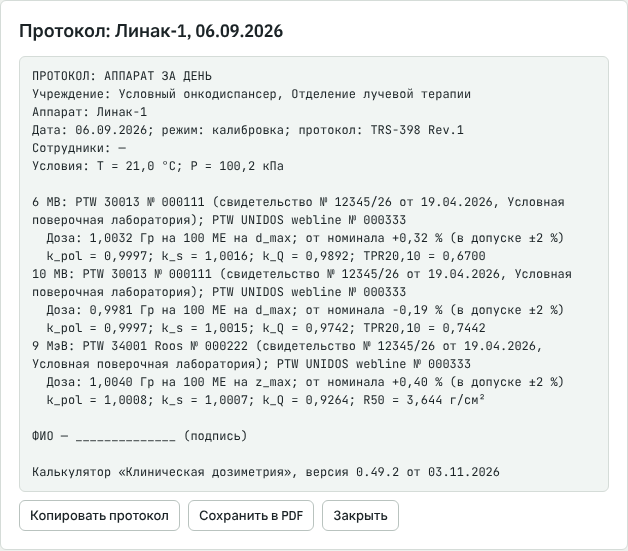 Протокол: Линак-1, 06.09.2026
ПРОТОКОЛ: АППАРАТ ЗА ДЕНЬ
Учреждение: Условный онкодиспансер, Отделение лучевой терапии
Аппарат: Линак-1
Дата: 06.09.2026; режим: калибровка; протокол: TRS-398 Rev.1
Сотрудники: —
Условия: T = 21,0 °C; P = 100,2 кПа
6 МВ: PTW 30013 № 000111 (свидетельство № 12345/26 от 19.04.2026, Условная
поверочная лаборатория); PTW UNIDOS webline № 000333
Доза: 1,0032 Гр на 100 МЕ на d_max; от номинала +0,32 % (в допуске ±2 %)
k_pol = 0,9997; k_s = 1,0016; k_Q = 0,9892; TPR20,10 = 0,6700
10 МВ: PTW 30013 № 000111 (свидетельство № 12345/26 от 19.04.2026, Условная
поверочная лаборатория); PTW UNIDOS webline № 000333
Доза: 0,9981 Гр на 100 МЕ на d_max; от номинала -0,19 % (в допуске ±2 %)
k_pol = 0,9997; k_s = 1,0015; k_Q = 0,9742; TPR20,10 = 0,7442
9 МэВ: PTW 34001 Roos № 000222 (свидетельство № 12345/26 от 19.04.2026,
Условная поверочная лаборатория); PTW UNIDOS webline № 000333
Доза: 1,0040 Гр на 100 МЕ на z_max; от номинала +0,40 % (в допуске ±2 %)
k_pol = 1,0008; k_s = 1,0007; k_Q = 0,9264; R50 = 3,644 г/см²
ФИО — ______________ (подпись)
Калькулятор «Клиническая дозиметрия», версия 0.49.2 от 03.11.2026
Копировать протокол
Сохранить в PDF
Закрыть